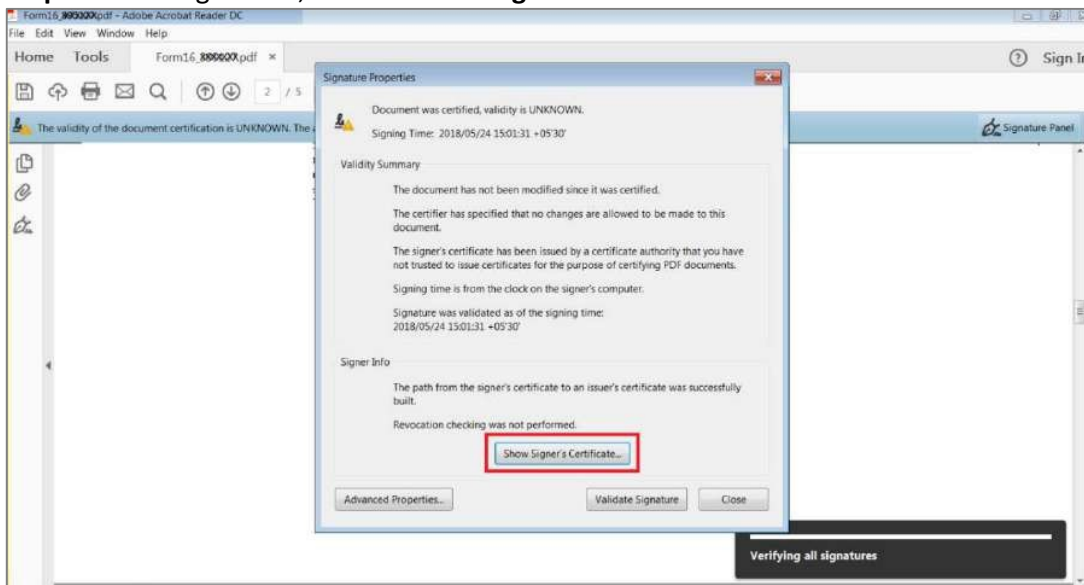 Form16_ pdf - Adobe Acrobat Reader DC
File Edit View Window Help
Home Tools Form16_ pdf ×
Sign In
2 / 5
The validity of the document certification is UNKNOWN. The
Signature Panel
Signature Properties
Document was certified, validity is UNKNOWN.
Signing Time: 2018/05/24 15:01:31 +05'30'
Validity Summary
The document has not been modified since it was certified.
The certifier has specified that no changes are allowed to be made to this
document.
The signer's certificate has been issued by a certificate authority that you have
not trusted to issue certificates for the purpose of certifying PDF documents.
Signing time is from the clock on the signer's computer.
Signature was validated as of the signing time:
2018/05/24 15:01:31 +05'30'
Signer Info
The path from the signer's certificate to an issuer's certificate was successfully
built.
Revocation checking was not performed.
Show Signer's Certificate...
Advanced Properties... Validate Signature Close
Verifying all signatures